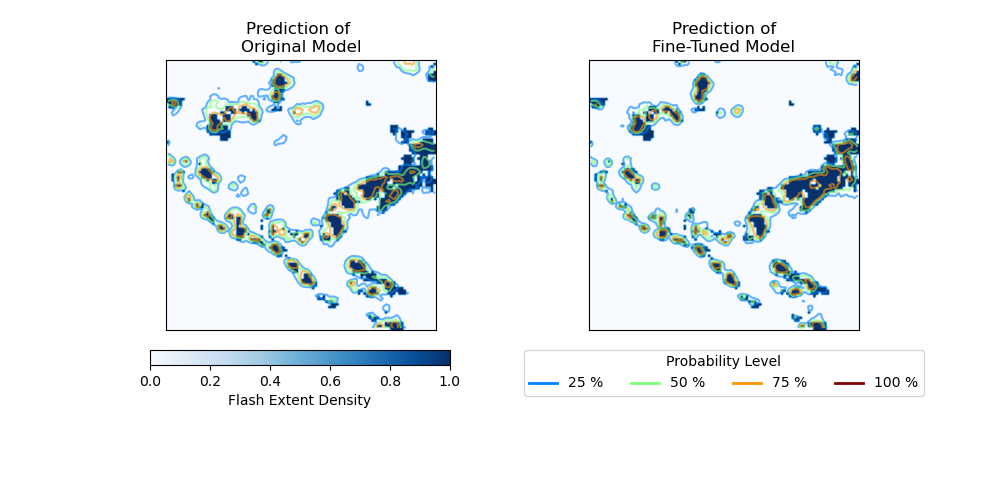 Prediction of
Original Model
Prediction of
Fine-Tuned Model
0.0 0.2 0.4 0.6 0.8 1.0
Flash Extent Density
Probability Level
25 % 50 % 75 % 100 %